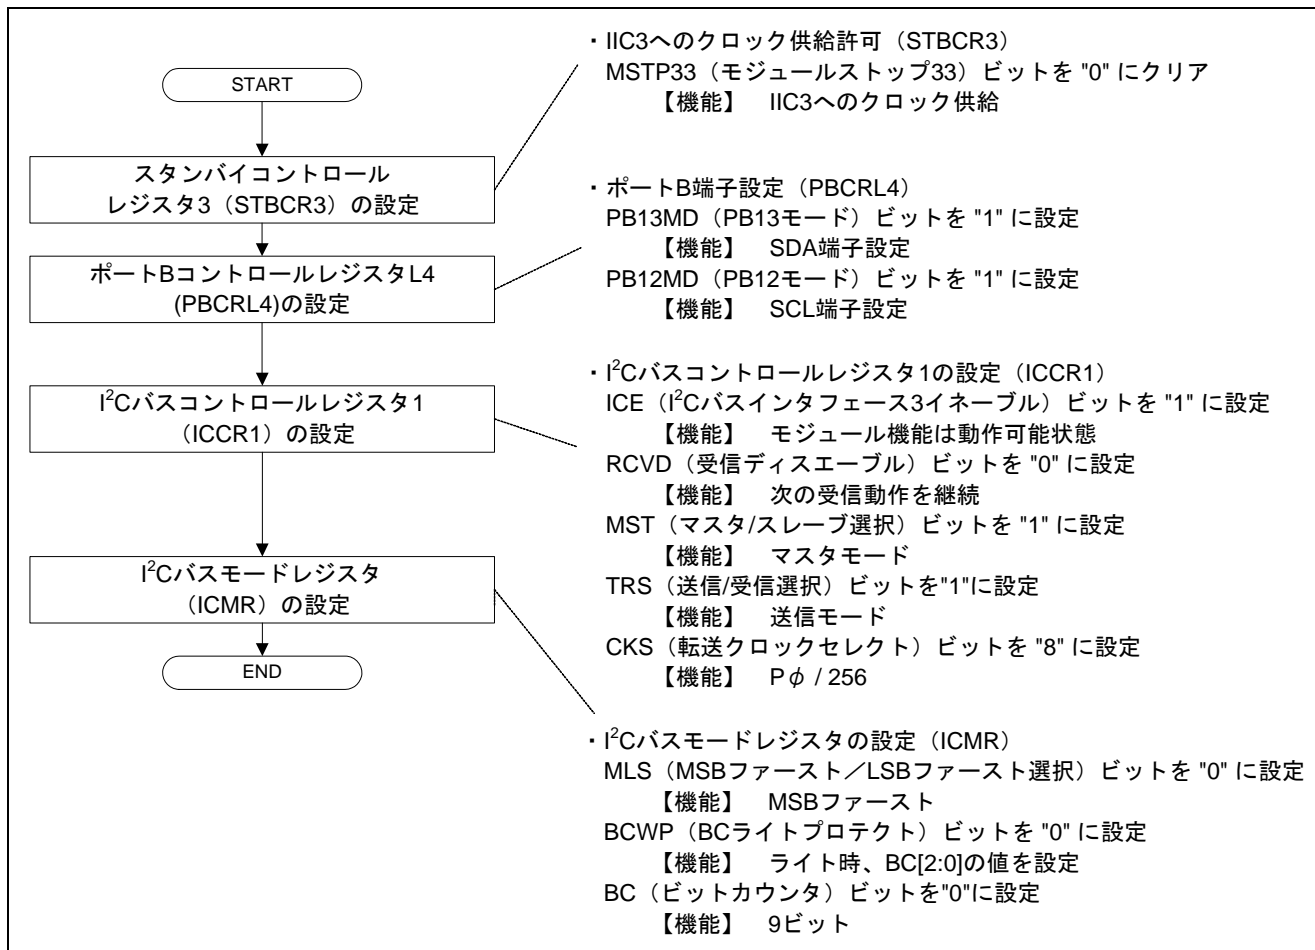 START
スタンバイコントロール
レジスタ3（STBCR3）の設定
ポートBコントロールレジスタL4
(PBCRL4)の設定
I²Cバスコントロールレジスタ1
（ICCR1）の設定
I²Cバスモードレジスタ
（ICMR）の設定
END
・IIC3へのクロック供給許可（STBCR3）
MSTP33（モジュールストップ33）ビットを "0" にクリア
【機能】　IIC3へのクロック供給
・ポートB端子設定（PBCRL4）
PB13MD（PB13モード）ビットを "1" に設定
【機能】　SDA端子設定
PB12MD（PB12モード）ビットを "1" に設定
【機能】　SCL端子設定
・I²Cバスコントロールレジスタ1の設定（ICCR1）
ICE（I²Cバスインタフェース3イネーブル）ビットを "1" に設定
【機能】　モジュール機能は動作可能状態
RCVD（受信ディスエーブル）ビットを "0" に設定
【機能】　次の受信動作を継続
MST（マスタ/スレーブ選択）ビットを "1" に設定
【機能】　マスタモード
TRS（送信/受信選択）ビットを"1"に設定
【機能】　送信モード
CKS（転送クロックセレクト）ビットを "8" に設定
【機能】　Pφ / 256
・I²Cバスモードレジスタの設定（ICMR）
MLS（MSBファースト／LSBファースト選択）ビットを "0" に設定
【機能】　MSBファースト
BCWP（BCライトプロテクト）ビットを "0" に設定
【機能】　ライト時、BC[2:0]の値を設定
BC（ビットカウンタ）ビットを"0"に設定
【機能】　9ビット